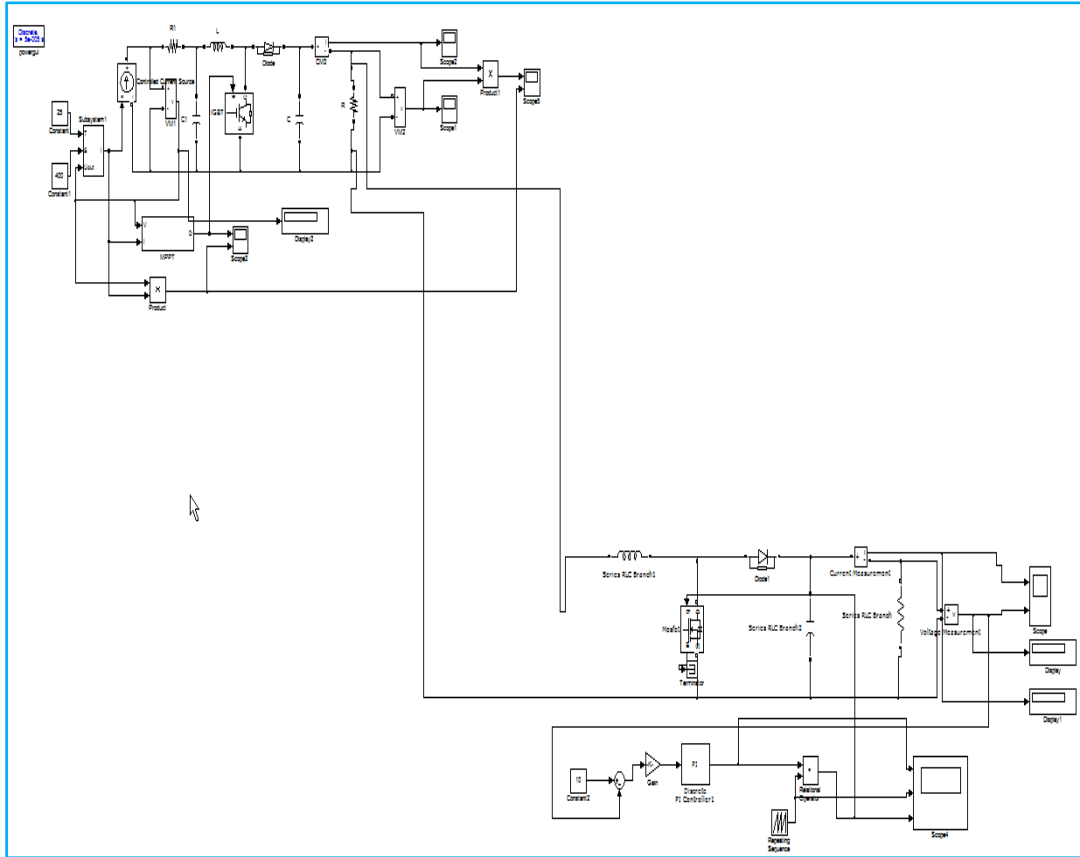 Discrete,
powergui
R1
L
Diode
CM3
Scope2
Product1
Scope3
Controlled Current Source
VM1
C1
IGBT
C
R
VM2
Scope1
25
Constant
Subsystem1
T
I
400
Constant1
V
I
D
MPPT
Scope2
Display2
Product
Series RLC Branch1
Diode1
Current Measurement
Mosfet
Series RLC Branch2
Series RLC Branch
Voltage Measurement
Scope
Terminator
Display
Display1
10
Constant2
Gain
PI
Discrete
PI Controller1
Relational
Operator
Repeating
Sequence
Scope4